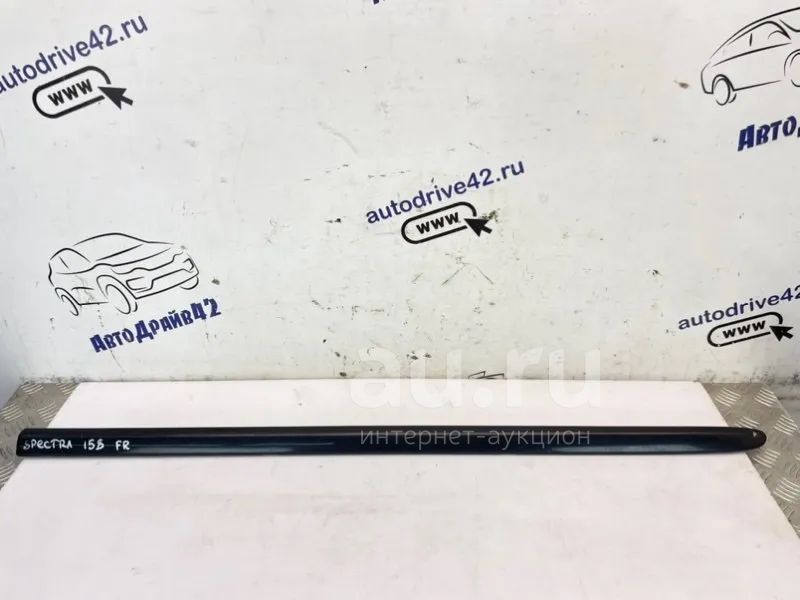 autodrive42.ru
www
АвтоД
autodrive42.ru
www
АвтоДрайв42
autodrive42
www
au.ru
интернет-аукцион
SPECTRA 155 FR